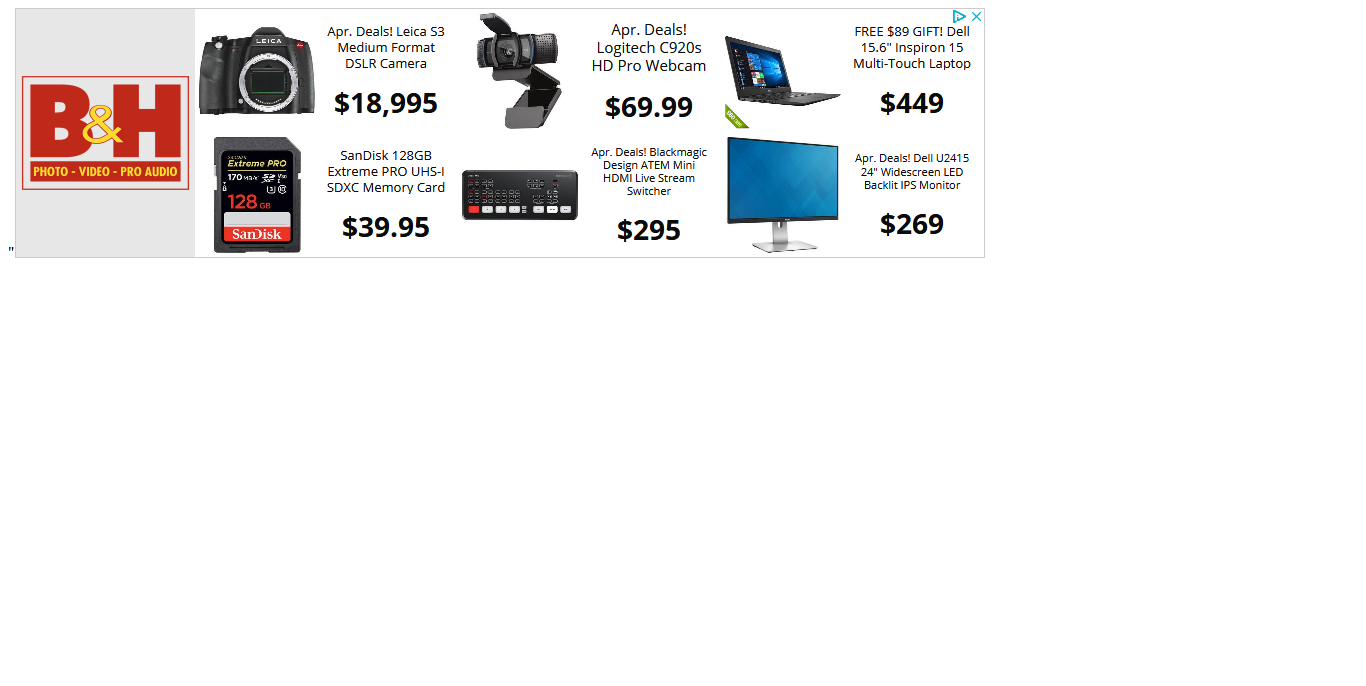 B&H
PHOTO - VIDEO - PRO AUDIO
LEICA
Apr. Deals! Leica S3
Medium Format
DSLR Camera
$18,995
Apr. Deals!
Logitech C920s
HD Pro Webcam
$69.99
FREE $89 GIFT! Dell
15.6" Inspiron 15
Multi-Touch Laptop
$449
SanDisk
Extreme PRO
170 MB/s
128 GB
SanDisk
SanDisk 128GB
Extreme PRO UHS-I
SDXC Memory Card
$39.95
Apr. Deals! Blackmagic
Design ATEM Mini
HDMI Live Stream
Switcher
$295
Apr. Deals! Dell U2415
24" Widescreen LED
Backlit IPS Monitor
$269
"